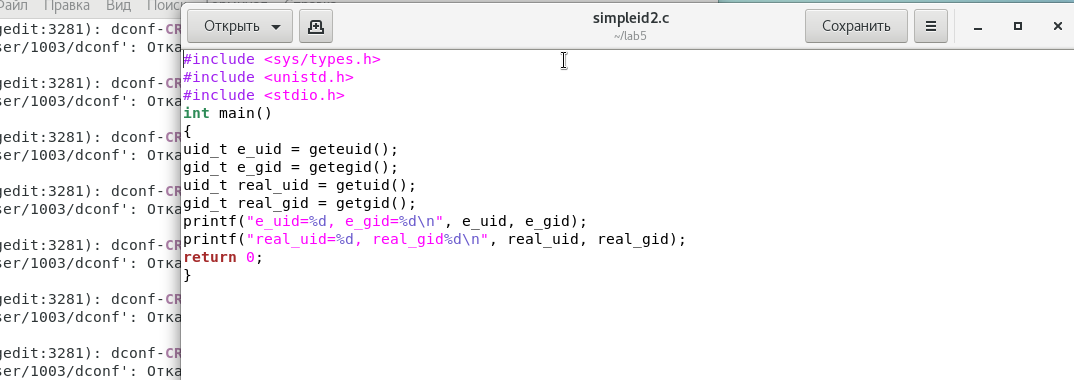 Файл Правка Вид Поиск Терминал Справка
gedit:3281): dconf-CR
ser/1003/dconf': Отка
gedit:3281): dconf-CR
ser/1003/dconf': Отка
gedit:3281): dconf-CR
ser/1003/dconf': Отка
gedit:3281): dconf-CR
ser/1003/dconf': Отка
gedit:3281): dconf-CR
ser/1003/dconf': Отка
gedit:3281): dconf-CR
ser/1003/dconf': Отка
gedit:3281): dconf-CR
ser/1003/dconf': Отка
Открыть
simpleid2.c
~/lab5
Сохранить
#include <sys/types.h>
#include <unistd.h>
#include <stdio.h>
int main()
{
uid_t e_uid = geteuid();
gid_t e_gid = getegid();
uid_t real_uid = getuid();
gid_t real_gid = getgid();
printf("e_uid=%d, e_gid=%d\n", e_uid, e_gid);
printf("real_uid=%d, real_gid%d\n", real_uid, real_gid);
return 0;
}